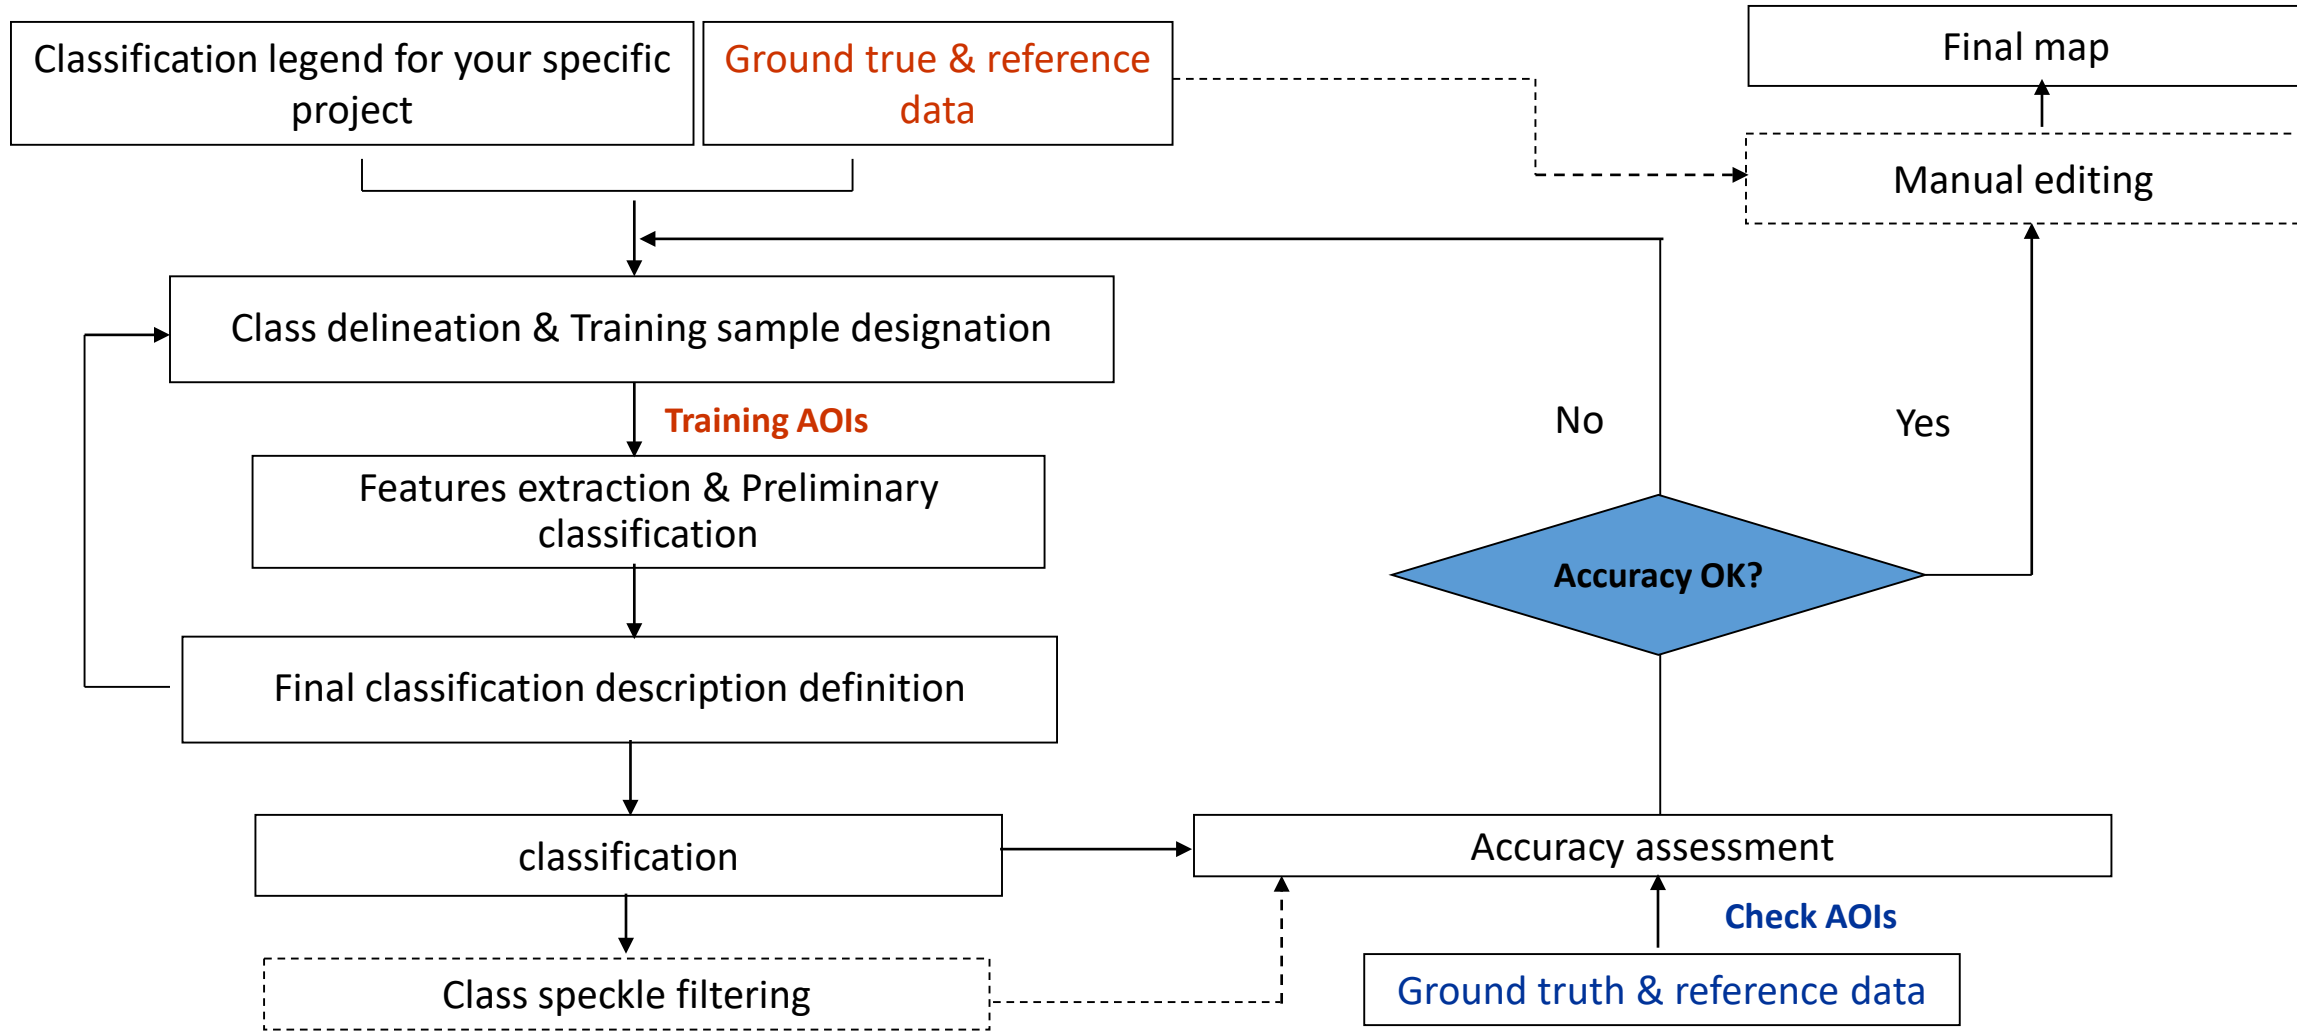 Classification legend for your specific
project
Ground true & reference
data
Final map
Manual editing
Class delineation & Training sample designation
Training AOIs
No
Yes
Features extraction & Preliminary
classification
Accuracy OK?
Final classification description definition
classification
Accuracy assessment
Check AOIs
Class speckle filtering
Ground truth & reference data